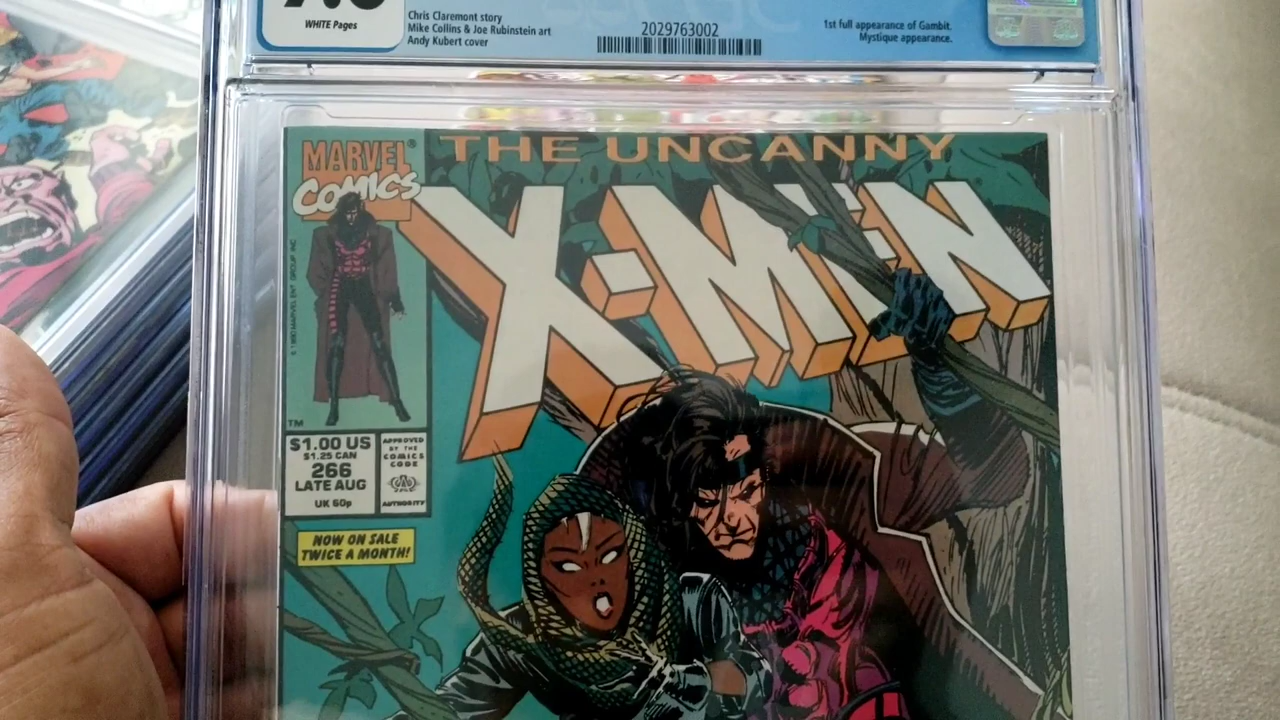 WHITE Pages
Chris Claremont story
Mike Collins & Joe Rubinstein art
Andy Kubert cover
2029763002
1st full appearance of Gambit.
Mystique appearance.
MARVEL®
COMICS
THE UNCANNY
X-MEN
TM
$1.00 US
$1.25 CAN
266
LATE AUG
UK 60p
APPROVED
BY THE
COMICS
CODE
AUTHORITY
NOW ON SALE
TWICE A MONTH!